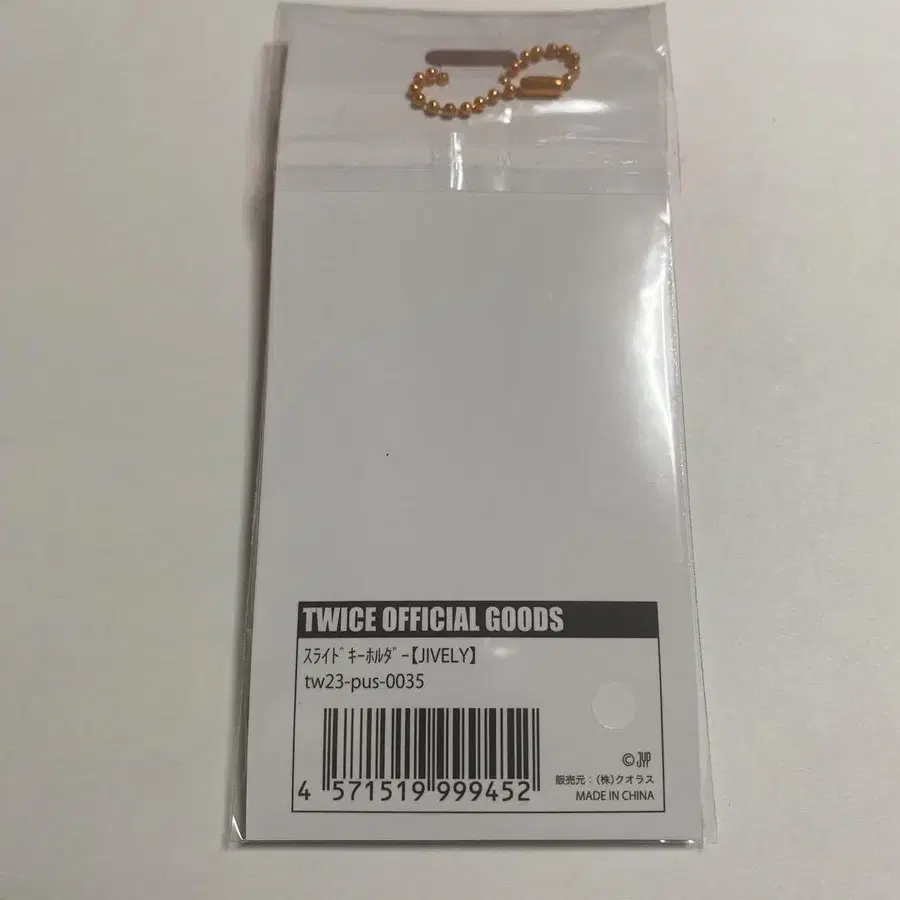 TWICE OFFICIAL GOODS
ｽﾗｲﾄﾞｷｰﾎﾙﾀﾞｰ【JIVELY】
tw23-pus-0035
© JYP
4 571519 999452
販売元：（株）クオラス
MADE IN CHINA